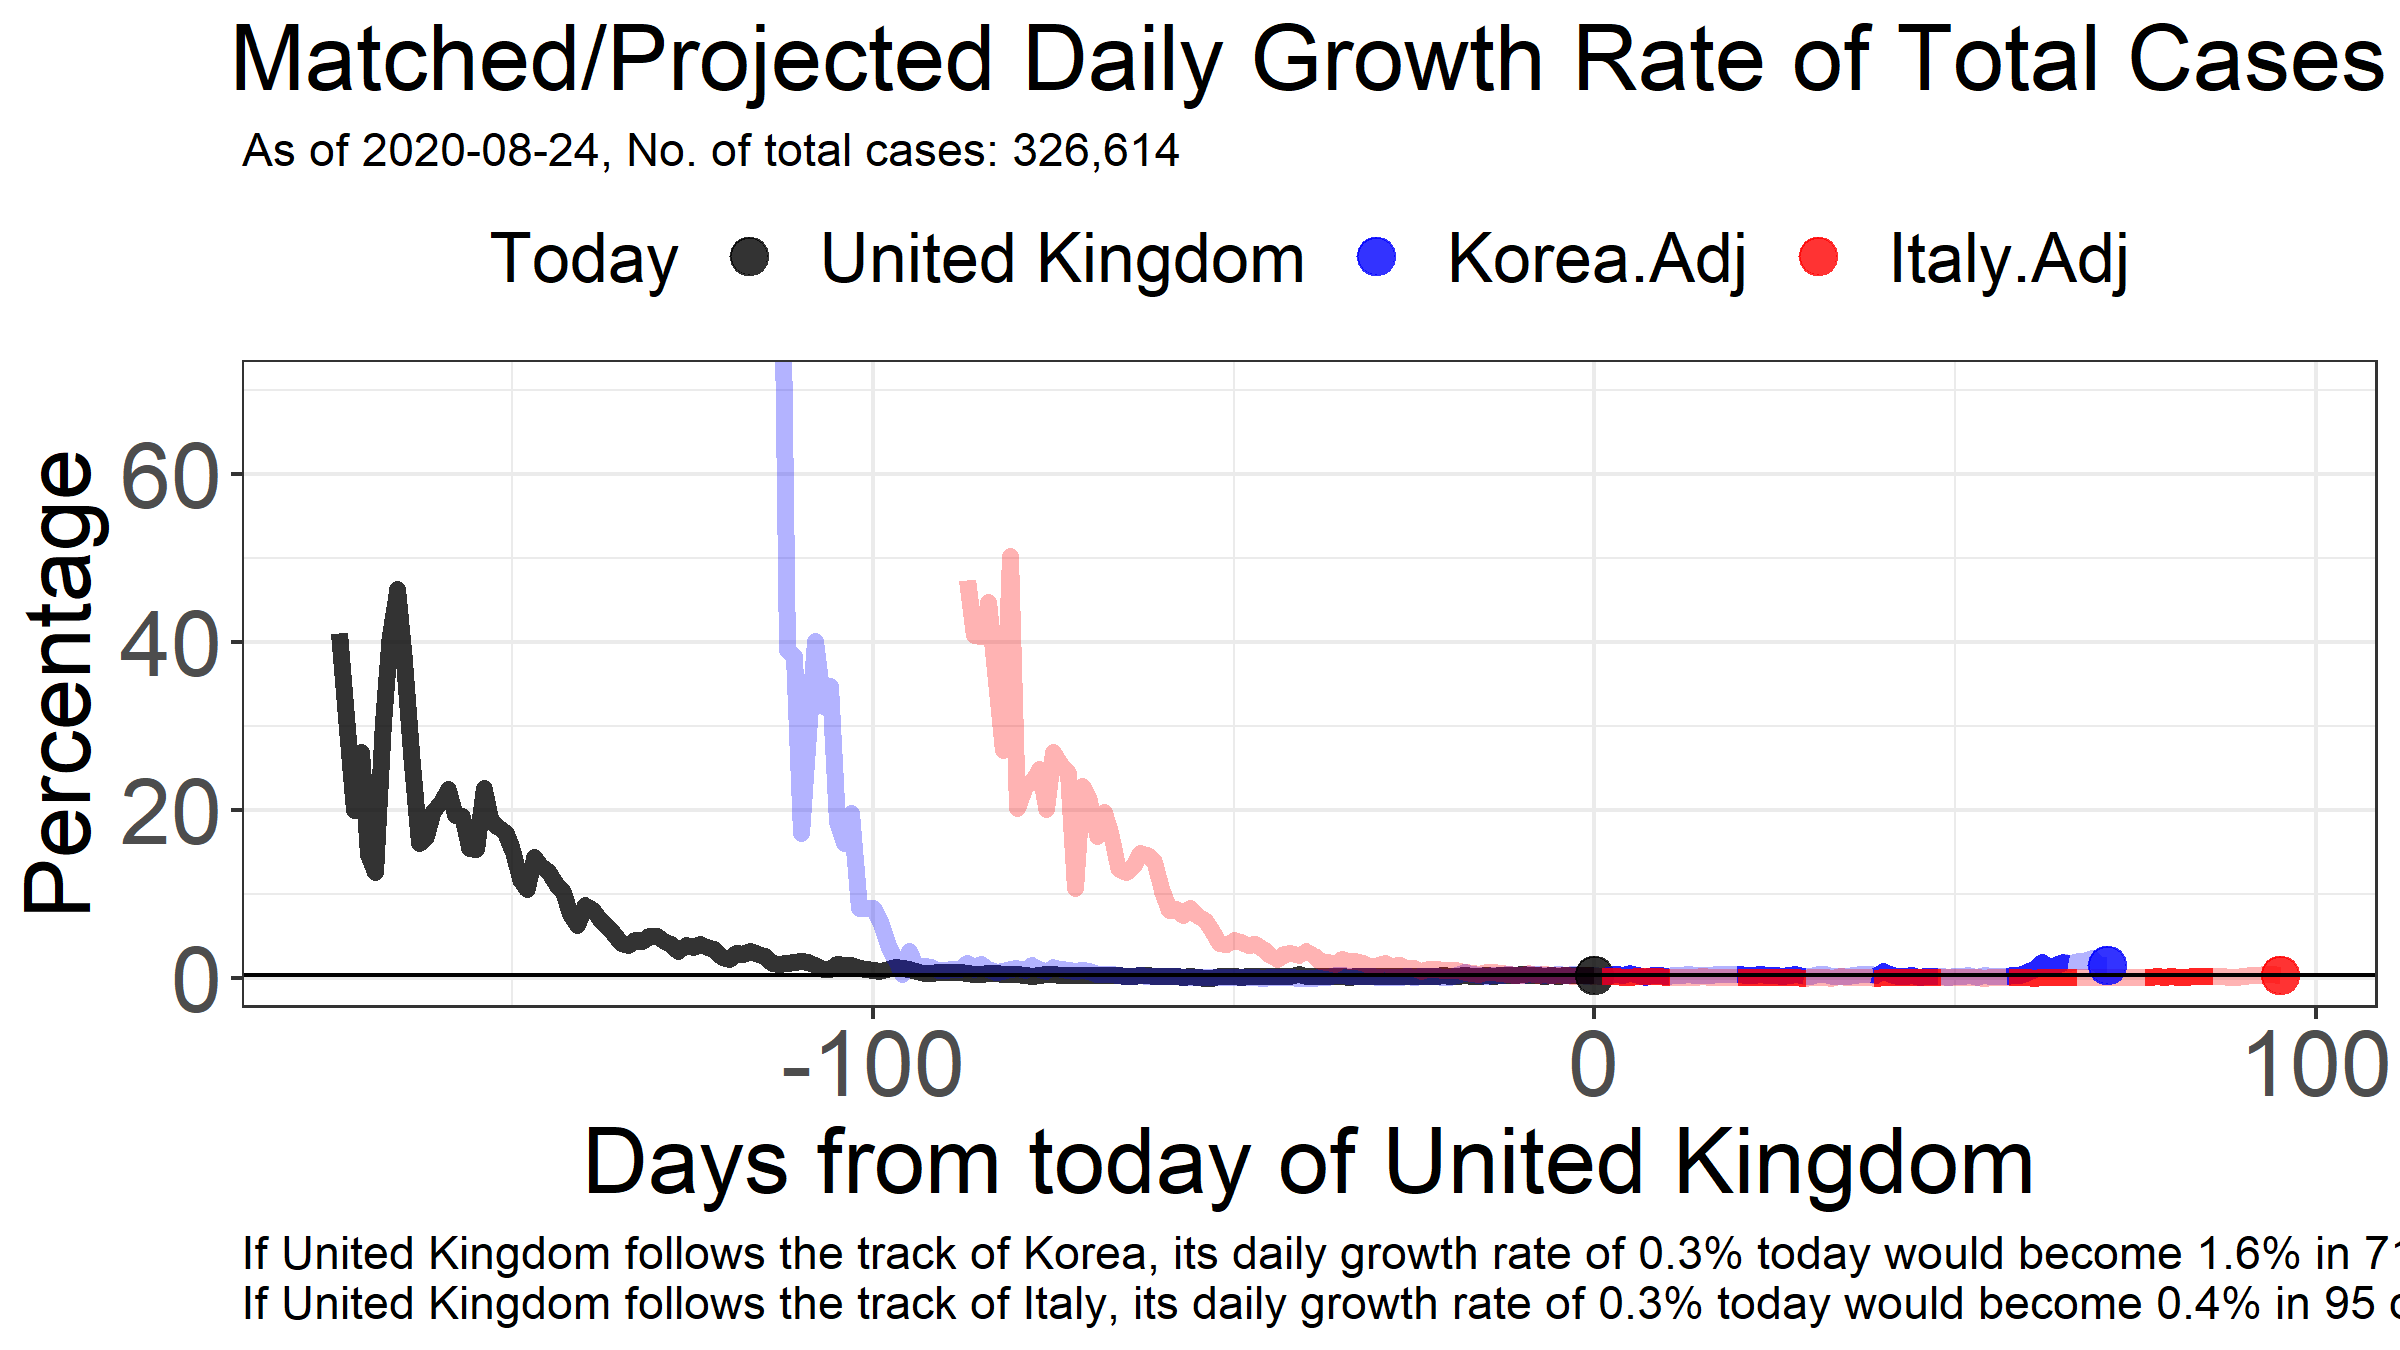 Matched/Projected Daily Growth Rate of Total Cases
As of 2020-08-24, No. of total cases: 326,614
Today United Kingdom Korea.Adj Italy.Adj
Percentage
60
40
20
0
-100 0 100
Days from today of United Kingdom
If United Kingdom follows the track of Korea, its daily growth rate of 0.3% today would become 1.6% in 71
If United Kingdom follows the track of Italy, its daily growth rate of 0.3% today would become 0.4% in 95